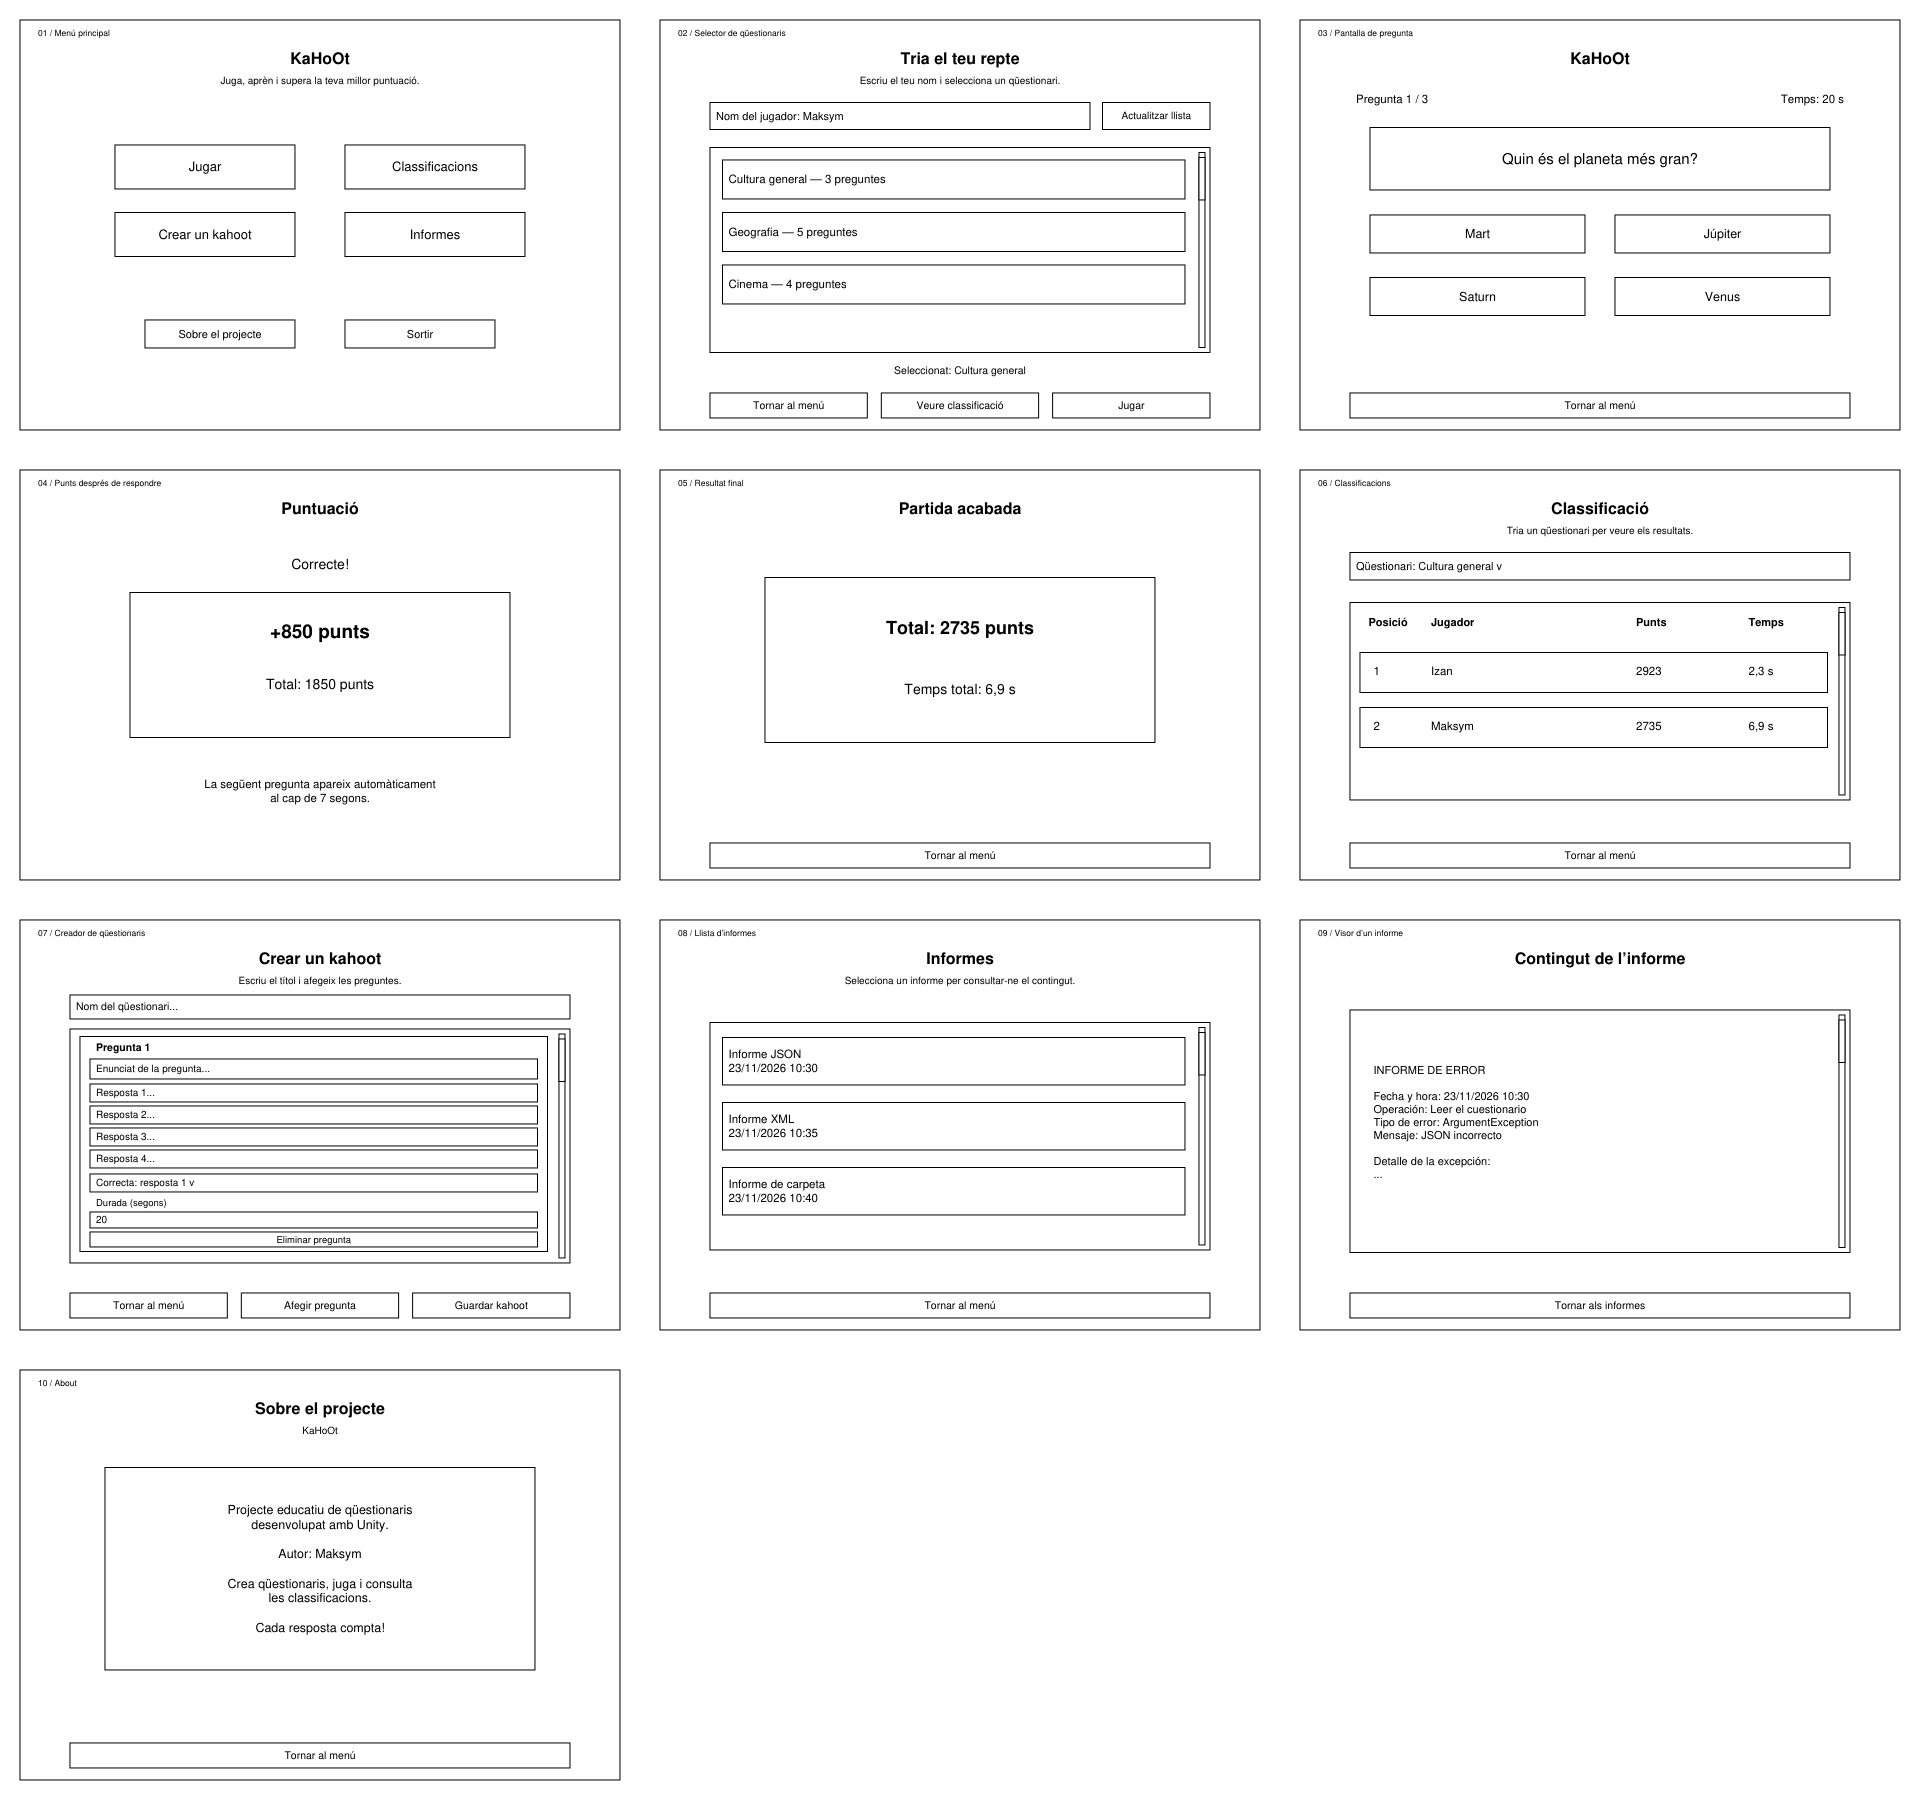 01 / Menú principal
KaHoOt
Juga, aprèn i supera la teva millor puntuació.
Jugar
Classificacions
Crear un kahoot
Informes
Sobre el projecte
Sortir
02 / Selector de qüestionaris
Tria el teu repte
Escriu el teu nom i selecciona un qüestionari.
Nom del jugador: Maksym
Actualitzar llista
Cultura general — 3 preguntes
Geografia — 5 preguntes
Cinema — 4 preguntes
Seleccionat: Cultura general
Tornar al menú
Veure classificació
Jugar
03 / Pantalla de pregunta
KaHoOt
Pregunta 1 / 3
Temps: 20 s
Quin és el planeta més gran?
Mart
Júpiter
Saturn
Venus
Tornar al menú
04 / Punts després de respondre
Puntuació
Correcte!
+850 punts
Total: 1850 punts
La següent pregunta apareix automàticament
al cap de 7 segons.
05 / Resultat final
Partida acabada
Total: 2735 punts
Temps total: 6,9 s
Tornar al menú
06 / Classificacions
Classificació
Tria un qüestionari per veure els resultats.
Qüestionari: Cultura general v
Posició Jugador Punts Temps
1 Izan 2923 2,3 s
2 Maksym 2735 6,9 s
Tornar al menú
07 / Creador de qüestionaris
Crear un kahoot
Escriu el títol i afegeix les preguntes.
Nom del qüestionari...
Pregunta 1
Enunciat de la pregunta...
Resposta 1...
Resposta 2...
Resposta 3...
Resposta 4...
Correcta: resposta 1 v
Durada (segons)
20
Eliminar pregunta
Tornar al menú
Afegir pregunta
Guardar kahoot
08 / Llista d’informes
Informes
Selecciona un informe per consultar-ne el contingut.
Informe JSON
23/11/2026 10:30
Informe XML
23/11/2026 10:35
Informe de carpeta
23/11/2026 10:40
Tornar al menú
09 / Visor d’un informe
Contingut de l’informe
INFORME DE ERROR
Fecha y hora: 23/11/2026 10:30
Operación: Leer el cuestionario
Tipo de error: ArgumentException
Mensaje: JSON incorrecto
Detalle de la excepción:
...
Tornar als informes
10 / About
Sobre el projecte
KaHoOt
Projecte educatiu de qüestionaris
desenvolupat amb Unity.
Autor: Maksym
Crea qüestionaris, juga i consulta
les classificacions.
Cada resposta compta!
Tornar al menú